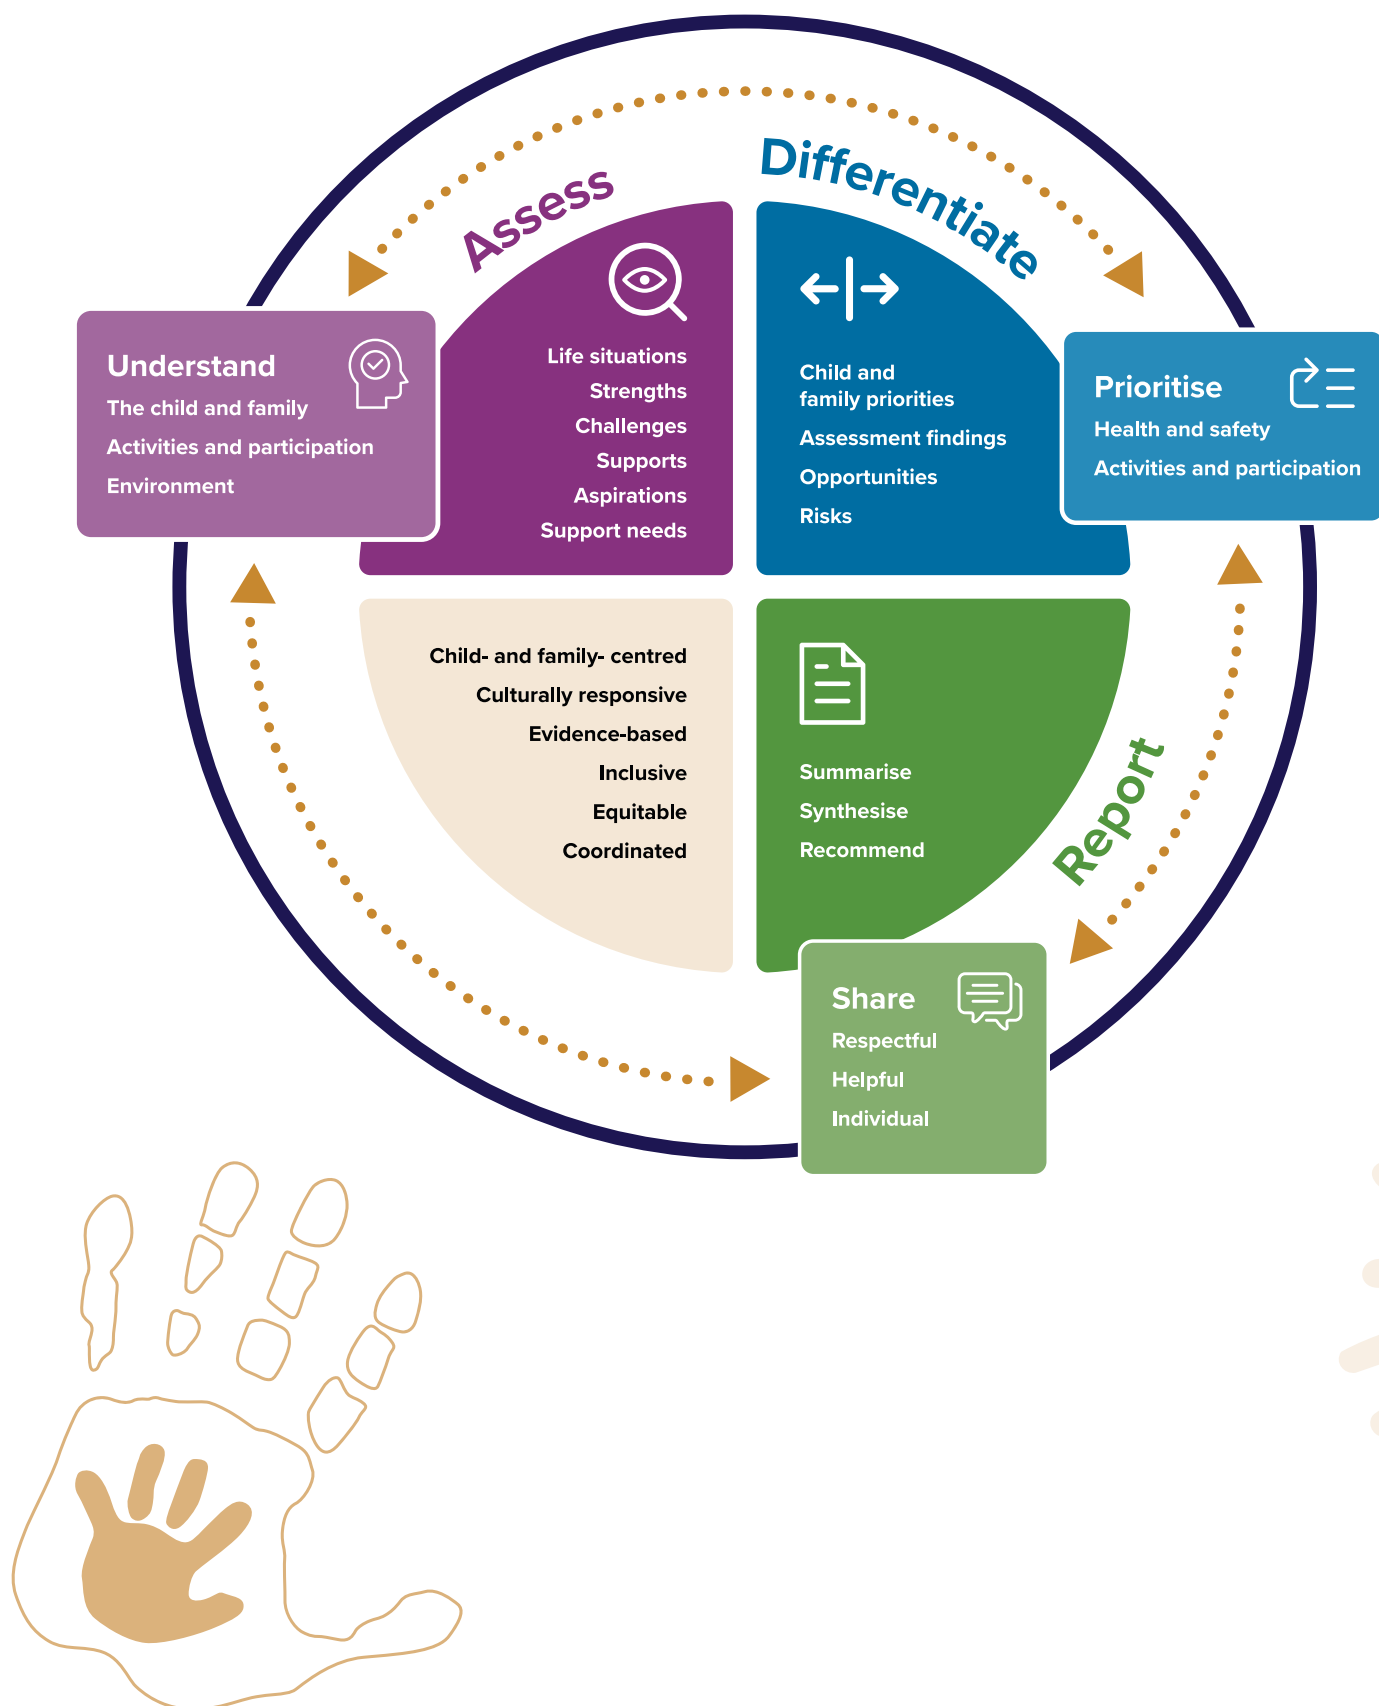 Assess
Differentiate
Understand
The child and family
Activities and participation
Environment
Life situations
Strengths
Challenges
Supports
Aspirations
Support needs
Child and
family priorities
Assessment findings
Opportunities
Risks
Prioritise
Health and safety
Activities and participation
Child- and family- centred
Culturally responsive
Evidence-based
Inclusive
Equitable
Coordinated
Summarise
Synthesise
Recommend
Report
Share
Respectful
Helpful
Individual